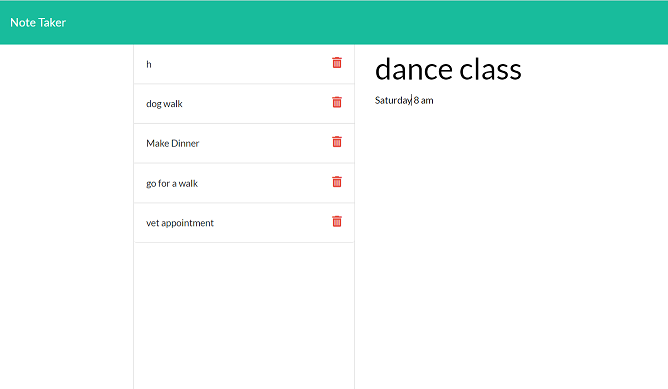 Note Taker
h
dog walk
Make Dinner
go for a walk
vet appointment
dance class
Saturday 8 am